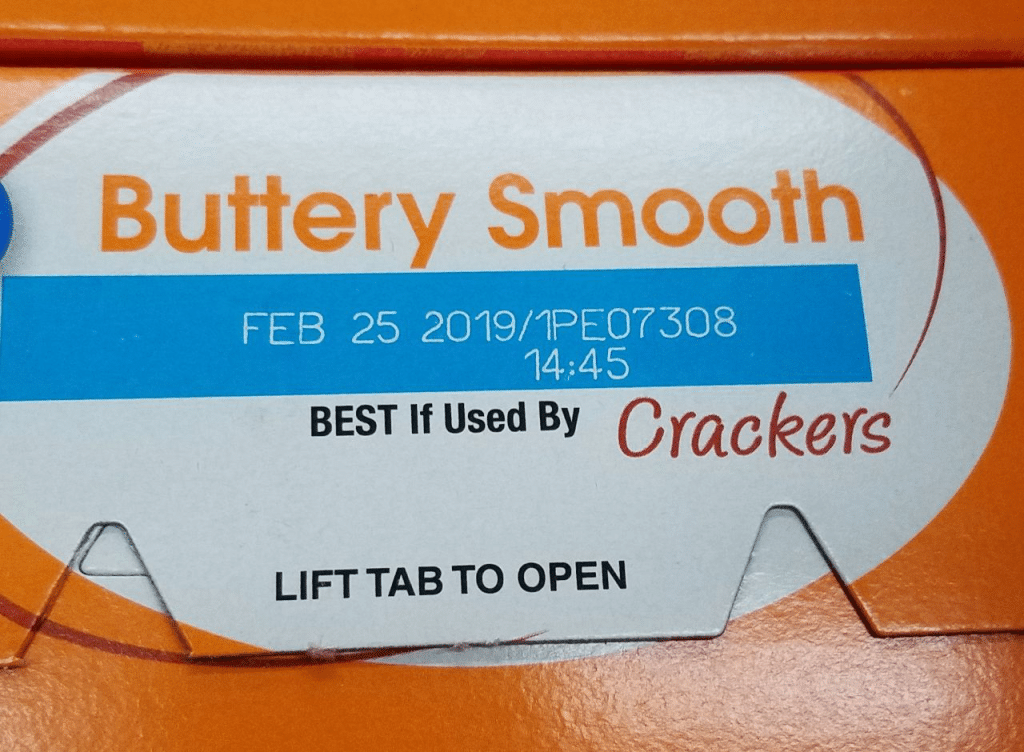 Buttery Smooth
FEB 25 2019/1PE07308
14:45
BEST If Used By Crackers
LIFT TAB TO OPEN